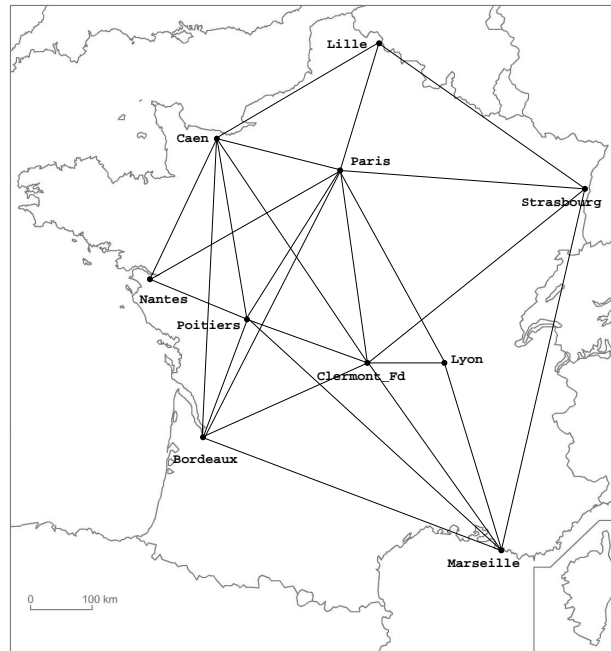 Lille
Caen
Paris
Strasbourg
Nantes
Poitiers
Lyon
Clermont_Fd
Bordeaux
Marseille
0 100 km